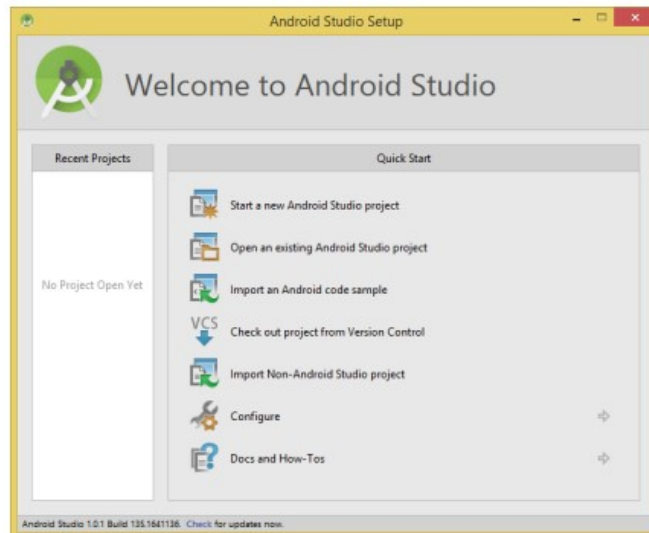 Android Studio Setup
Welcome to Android Studio
Recent Projects
No Project Open Yet
Quick Start
Start a new Android Studio project
Open an existing Android Studio project
Import an Android code sample
VCS
Check out project from Version Control
Import Non-Android Studio project
Configure
Docs and How-Tos
Android Studio 1.0.1 Build 135.1641136. Check for updates now.